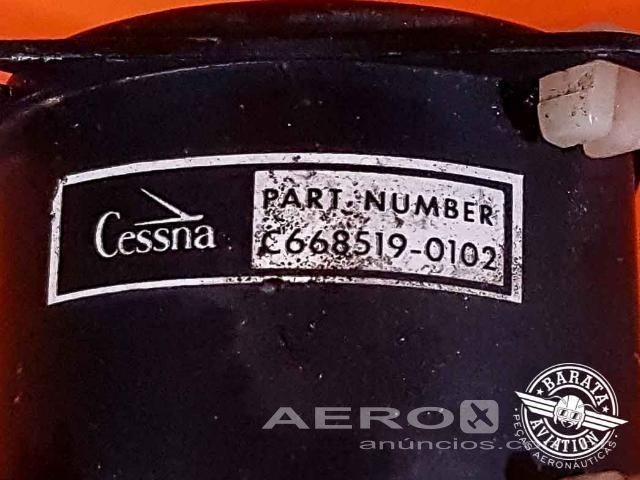 Cessna
PART. NUMBER
C668519-0102
AERO X
anúncios.c
BARATA
AVIATION
PEÇAS AERONÁUTICAS